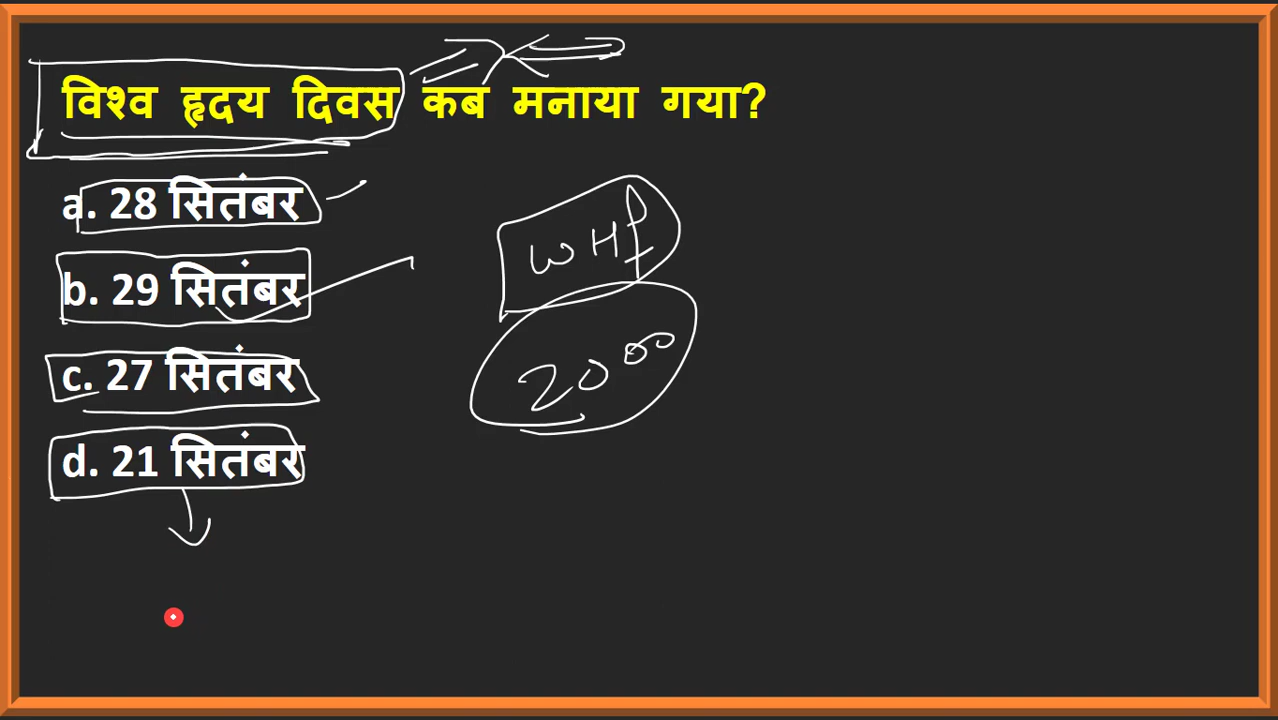 विश्व हृदय दिवस कब मनाया गया?
a. 28 सितंबर
b. 29 सितंबर
c. 27 सितंबर
d. 21 सितंबर
WHF
2000